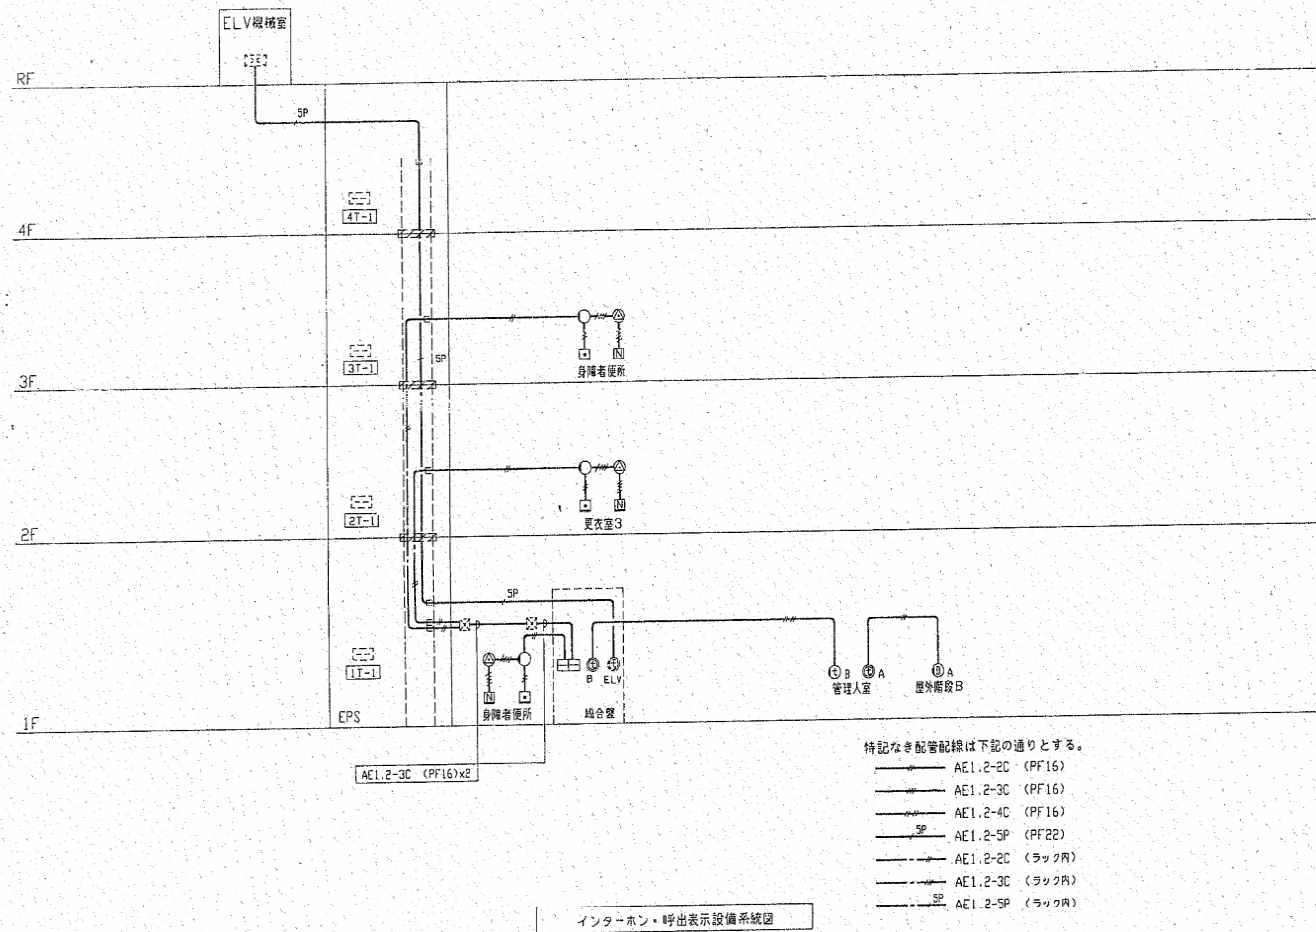 ELV機械室
RF
5P
4T-1
4F
3T-1
5P
身障者便所
3F
2T-1
更衣室3
2F
5P
1T-1
B
ELV
B
A
A
管理人室
屋外階段B
N
身障者便所
総合盤
EPS
1F
AE1.2-3C (PF16)x2
特記なき配管配線は下記の通りとする。
AE1.2-2C (PF16)
AE1.2-3C (PF16)
AE1.2-4C (PF16)
5P AE1.2-5P (PF22)
AE1.2-2C (ラック内)
AE1.2-3C (ラック内)
5P AE1.2-5P (ラック内)
インターホン・呼出表示設備系統図